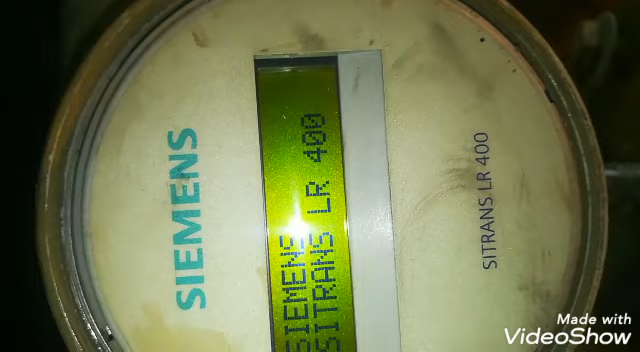 SIEMENS
SIEMENS
SITRANS LR 400
SITRANS LR 400
Made with
VideoShow